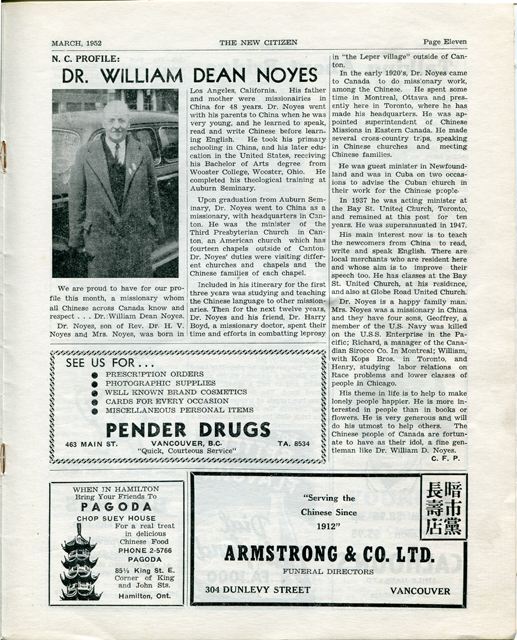 MARCH, 1952
THE NEW CITIZEN
Page Eleven
N. C. PROFILE:
DR. WILLIAM DEAN NOYES
We are proud to have for our pro-
file this month, a missionary whom
all Chinese across Canada know and
respect . . . Dr. William Dean Noyes.
Dr. Noyes, son of Rev. Dr. H. V.
Noyes and Mrs. Noyes, was born in
Los Angeles, California. His father
and mother were missionairies in
China for 48 years. Dr. Noyes went
with his parents to China when he was
very young, and he learned to speak,
read and write Chinese before learn-
ing English. He took his primary
schooling in China, and his later edu-
cation in the United States, receiving
his Bachelor of Arts degree from
Wooster College, Wooster, Ohio. He
completed his theological training at
Auburn Seminary.
Upon graduation from Auburn Sem-
inary, Dr. Noyes went to China as a
missionary, with headquarters in Can-
ton. He was the minister of the
Third Presbyterian Church in Can-
ton, an American church which has
fourteen chapels outside of Canton.
Dr. Noyes' duties were visiting differ-
ent churches and chapels and the
Chinese families of each chapel.
Included in his itinerary for the first
three years was studying and teaching
the Chinese language to other mission-
aries. Then for the next twelve years,
Dr. Noyes and his friend, Dr. Harry
Boyd, a missionary doctor, spent their
time and efforts in combatting leprosy
in "the Leper village" outside of Can-
ton.
In the early 1920's, Dr. Noyes came
to Canada to do missionary work,
among the Chinese. He spent some
time in Montreal, Ottawa and pres-
ently here in Toronto, where he has
made his headquarters. He was ap-
pointed superintendent of Chinese
Missions in Eastern Canada. He made
several cross-country trips, speaking
in Chinese churches and meeting
Chinese families.
He was guest minister in Newfound-
land and was in Cuba on two occa-
sions to advise the Cuban church in
their work for the Chinese people.
In 1937 he was acting minister at
the Bay St. United Church, Toronto,
and remained at this post for ten
years. He was superannuated in 1947.
His main interest now is to teach
the newcomers from China to read,
write and speak English. There are
local merchants who are resident here
and whose aim is to improve their
speech too. He has classes at the Bay
St. United Church, at his residence,
and also at Globe Road United Church.
Dr. Noyes is a happy family man.
Mrs. Noyes was a missionary in China
and they have four sons, Geoffrey, a
member of the U.S. Navy was killed
on the U.S.S. Enterprise in the Pa-
cific; Richard, a manager of the Cana-
dian Sirocco Co. In Montreal; William,
with Kops Bros. in Toronto, and
Henry, studying labor relations on
Race problems and lower classes of
people in Chicago.
His theme in life is to help to make
lonely people happier. He is more in-
terested in people than in books or
flowers. He is very generous and will
do his utmost to help others. The
Chinese people of Canada are fortun-
ate to have as their idol, a fine gen-
tleman like Dr. William D. Noyes.
C. F. P.
SEE US FOR...
PRESCRIPTION ORDERS
PHOTOGRAPHIC SUPPLIES
WELL KNOWN BRAND COSMETICS
CARDS FOR EVERY OCCASION
MISCELLANEOUS PERSONAL ITEMS
PENDER DRUGS
463 MAIN ST. VANCOUVER, B.C. TA. 8534
"Quick, Courteous Service"
WHEN IN HAMILTON
Bring Your Friends To
PAGODA
CHOP SUEY HOUSE
For a real treat
in delicious
Chinese Food
PHONE 2-5766
PAGODA
85½ King St. E.
Corner of King
and John Sts.
Hamilton, Ont.
"Serving the
Chinese Since
1912"
長壽店
ARMSTRONG & CO. LTD.
FUNERAL DIRECTORS
304 DUNLEVY STREET VANCOUVER